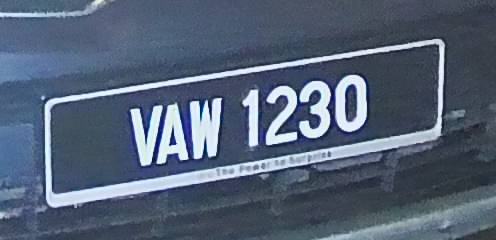 VAW 1230
The Power to Surprise